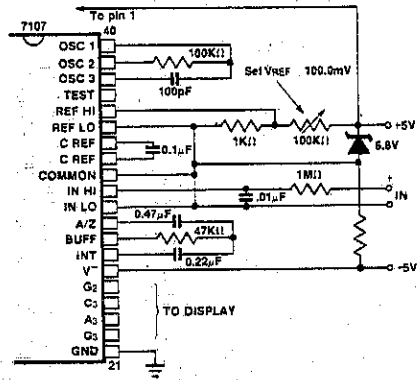 To pin 1
7107
40
OSC 1
OSC 2
100KΩ
OSC 3
100pF
TEST
Set VREF 100.0mV
REF HI
REF LO
1KΩ
100KΩ
+5V
6.8V
C REF
0.1µF
C REF
COMMON
1MΩ
IN HI
.01µF
+
IN
IN LO
-
A/Z
0.47µF
BUFF
47KΩ
INT
0.22µF
V-
-5V
G2
C3
TO DISPLAY
A3
G3
GND
21